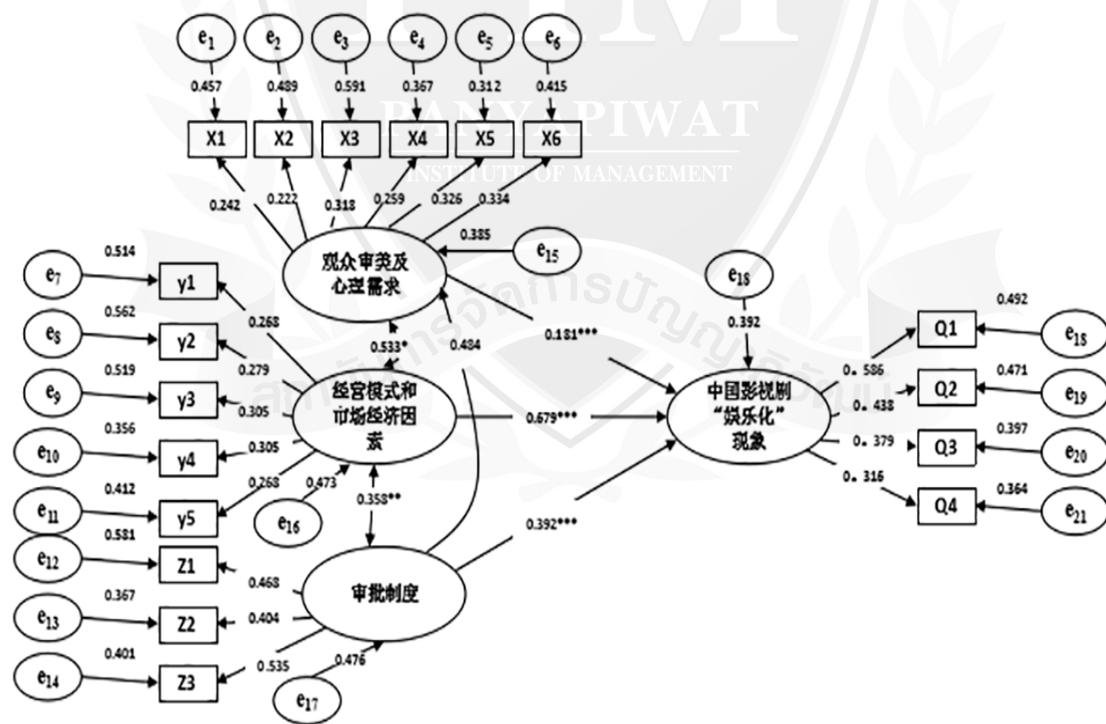 e1 e2 e3 e4 e5 e6
0.457 0.489 0.591 0.367 0.312 0.415
X1 X2 X3 X4 X5 X6
PANYAPIWAT
INSTITUTE OF MANAGEMENT
0.242 0.222 0.318 0.259 0.326 0.334
观众审美及
心理需求
0.385
e15
e18
0.392
e7 0.514 y1 0.268
e8 0.562 y2 0.279
e9 0.519 y3 0.305
e10 0.356 y4 0.305
e11 0.412 y5 0.268
0.533*
0.484
0.181***
经营模式和
市场经济因
素
0.679***
0.473
e16
0.358**
0.392***
中国影视剧
“娱乐化”
现象
0. 586 Q1 0.492 e18
0. 438 Q2 0.471 e19
0. 379 Q3 0.397 e20
0. 316 Q4 0.364 e21
e12 0.581 Z1 0.468
e13 0.367 Z2 0.404
e14 0.401 Z3 0.535
审批制度
0.476
e17